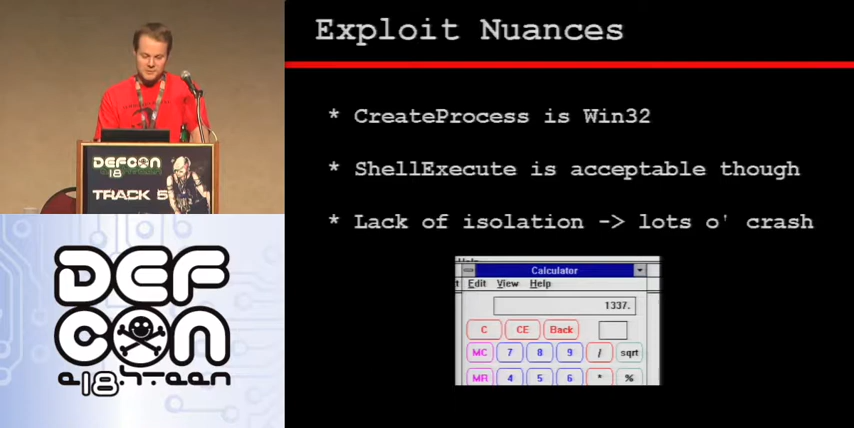 Exploit Nuances
* CreateProcess is Win32
* ShellExecute is acceptable though
* Lack of isolation -> lots o' crash
Calculator
Edit View Help
1337.
C CE Back
MC 7 8 9 / sqrt
MR 4 5 6 * %
DEFCON
18
TRACK 5
DEF
CON
e18hteen